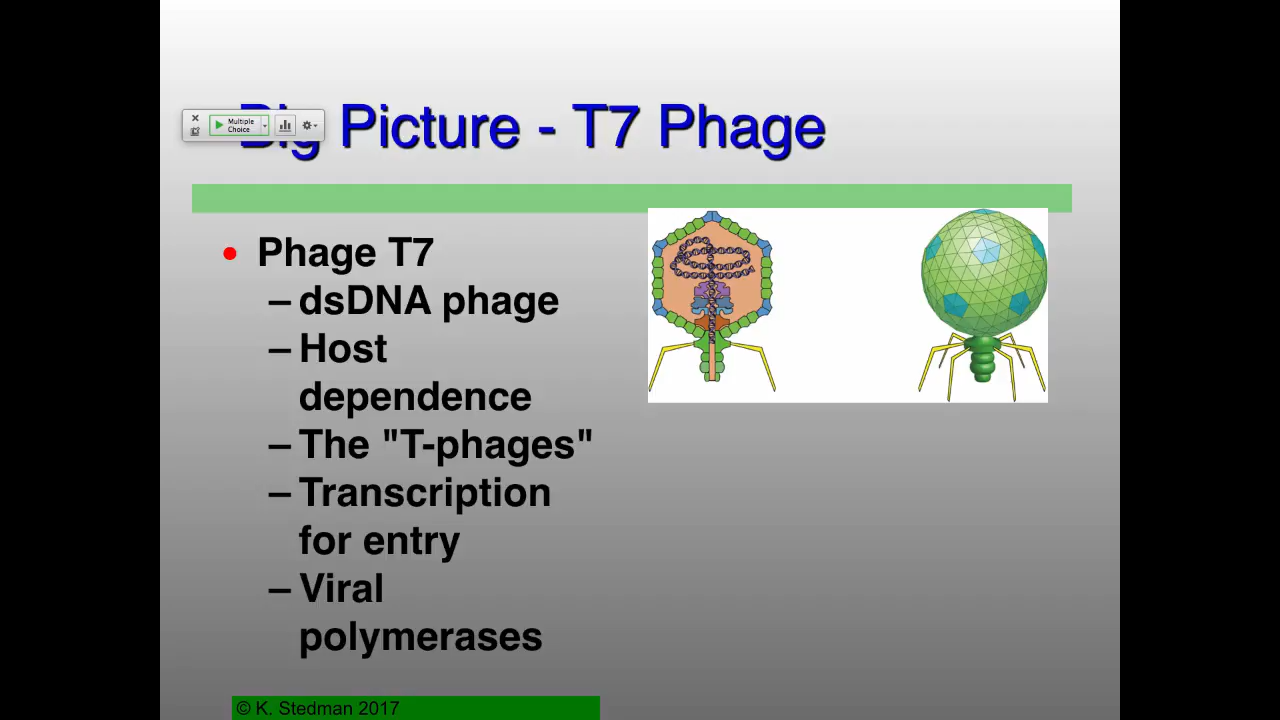 Multiple
Choice
Big Picture - T7 Phage
Phage T7
– dsDNA phage
– Host
dependence
– The "T-phages"
– Transcription
for entry
– Viral
polymerases
© K. Stedman 2017